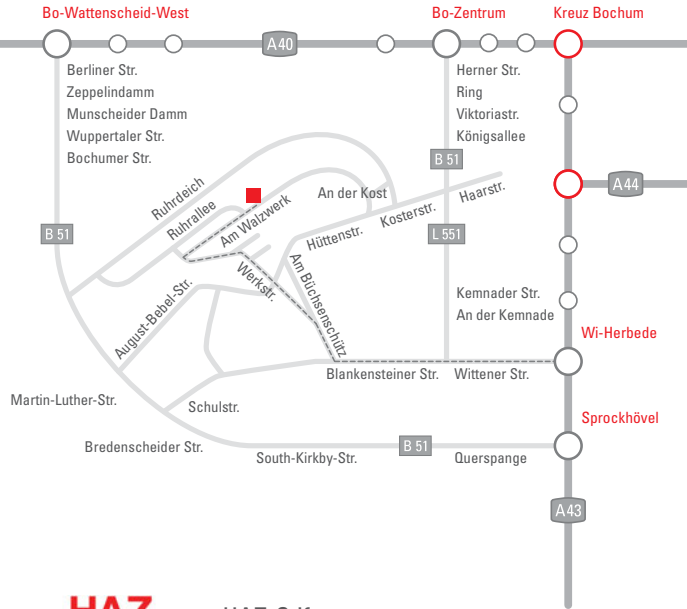 Bo-Wattenscheid-West
Bo-Zentrum
Kreuz Bochum
A40
Berliner Str.
Zeppelindamm
Munscheider Damm
Wuppertaler Str.
Bochumer Str.
Herner Str.
Ring
Viktoriastr.
Königsallee
B 51
A44
Ruhrdeich
Ruhrallee
Am Walzwerk
An der Kost
Haarstr.
Kosterstr.
Hüttenstr.
B 51
L 551
Werkstr.
Am Büchsenschütz
August-Bebel-Str.
Kemnader Str.
An der Kemnade
Wi-Herbede
Blankensteiner Str.
Wittener Str.
Martin-Luther-Str.
Schulstr.
Sprockhövel
Bredenscheider Str.
South-Kirkby-Str.
B 51
Querspange
A43
HAZ